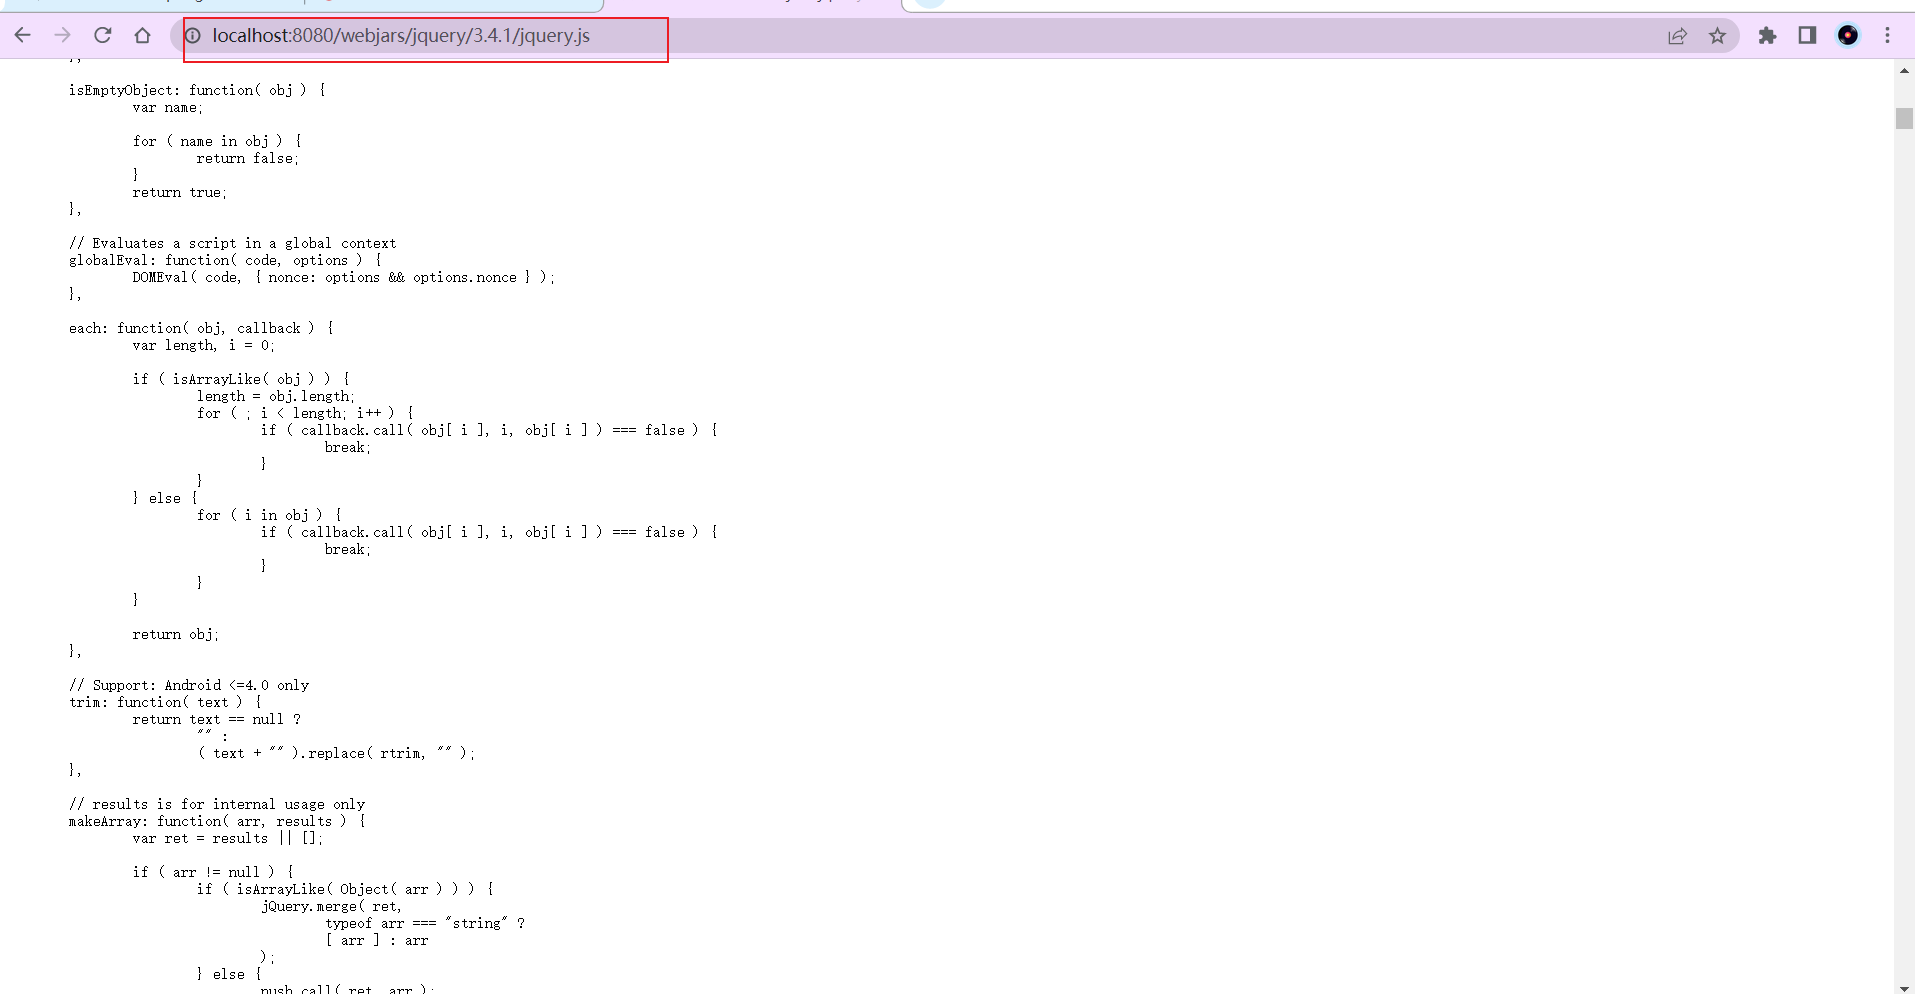 localhost:8080/webjars/jquery/3.4.1/jquery.js
},
isEmptyObject: function( obj ) {
var name;
for ( name in obj ) {
return false;
}
return true;
},
// Evaluates a script in a global context
globalEval: function( code, options ) {
DOMEval( code, { nonce: options && options.nonce } );
},
each: function( obj, callback ) {
var length, i = 0;
if ( isArrayLike( obj ) ) {
length = obj.length;
for ( ; i < length; i++ ) {
if ( callback.call( obj[ i ], i, obj[ i ] ) === false ) {
break;
}
}
} else {
for ( i in obj ) {
if ( callback.call( obj[ i ], i, obj[ i ] ) === false ) {
break;
}
}
}
return obj;
},
// Support: Android <=4.0 only
trim: function( text ) {
return text == null ?
"" :
( text + "" ).replace( rtrim, "" );
},
// results is for internal usage only
makeArray: function( arr, results ) {
var ret = results || [];
if ( arr != null ) {
if ( isArrayLike( Object( arr ) ) ) {
jQuery.merge( ret,
typeof arr === "string" ?
[ arr ] : arr
);
} else {
push.call( ret, arr );